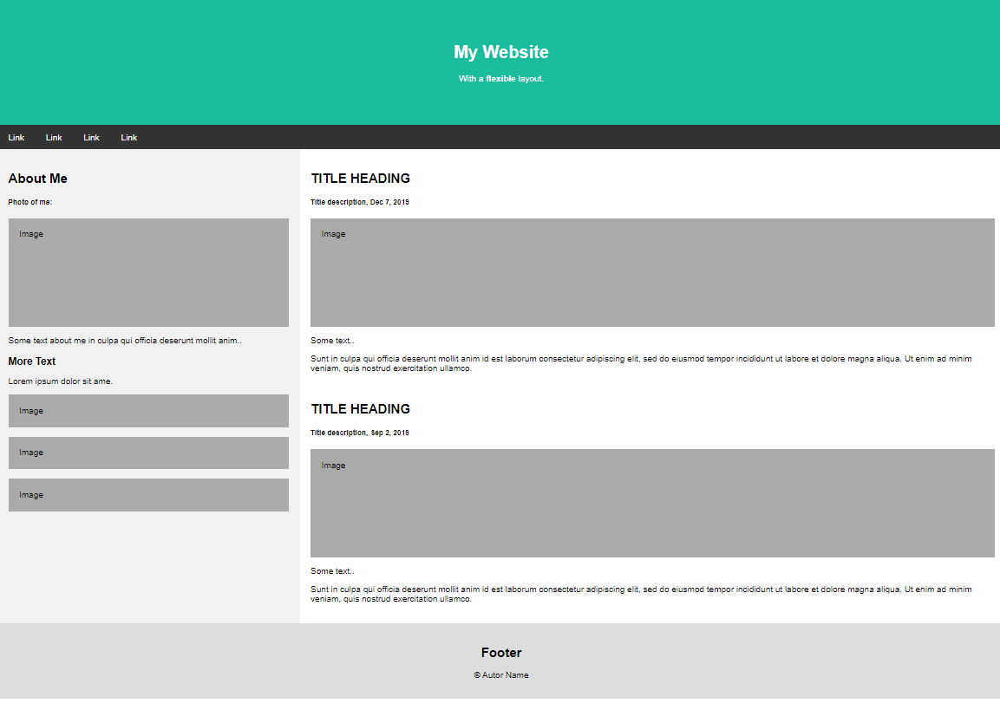 My Website
With a flexible layout.
Link Link Link Link
About Me
Photo of me:
Image
Some text about me in culpa qui officia deserunt mollit anim..
More Text
Lorem ipsum dolor sit ame.
Image
Image
Image
TITLE HEADING
Title description, Dec 7, 2019
Image
Some text..
Sunt in culpa qui officia deserunt mollit anim id est laborum consectetur adipiscing elit, sed do eiusmod tempor incididunt ut labore et dolore magna aliqua. Ut enim ad minim
veniam, quis nostrud exercitation ullamco.
TITLE HEADING
Title description, Sep 2, 2019
Image
Some text..
Sunt in culpa qui officia deserunt mollit anim id est laborum consectetur adipiscing elit, sed do eiusmod tempor incididunt ut labore et dolore magna aliqua. Ut enim ad minim
veniam, quis nostrud exercitation ullamco.
Footer
© Autor Name